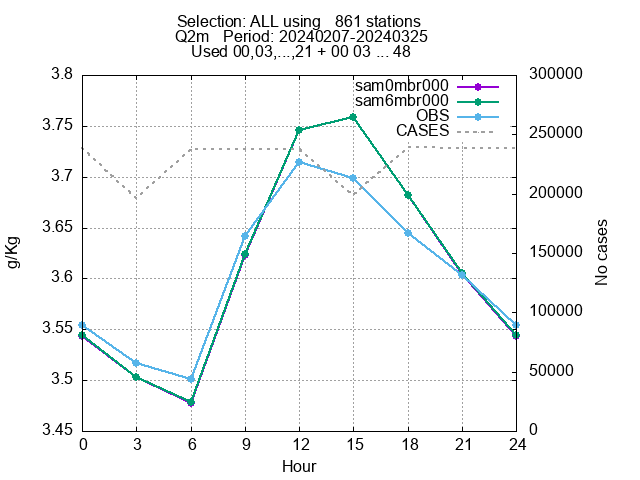 Selection: ALL using   861 stations
Q2m   Period: 20240207-20240325
Used 00,03,...,21 + 00 03 ... 48
sam0mbr000
sam6mbr000
OBS
CASES
3.8
3.75
3.7
3.65
3.6
3.55
3.5
3.45
g/Kg
300000
250000
200000
150000
100000
50000
0
No cases
0 3 6 9 12 15 18 21 24
Hour